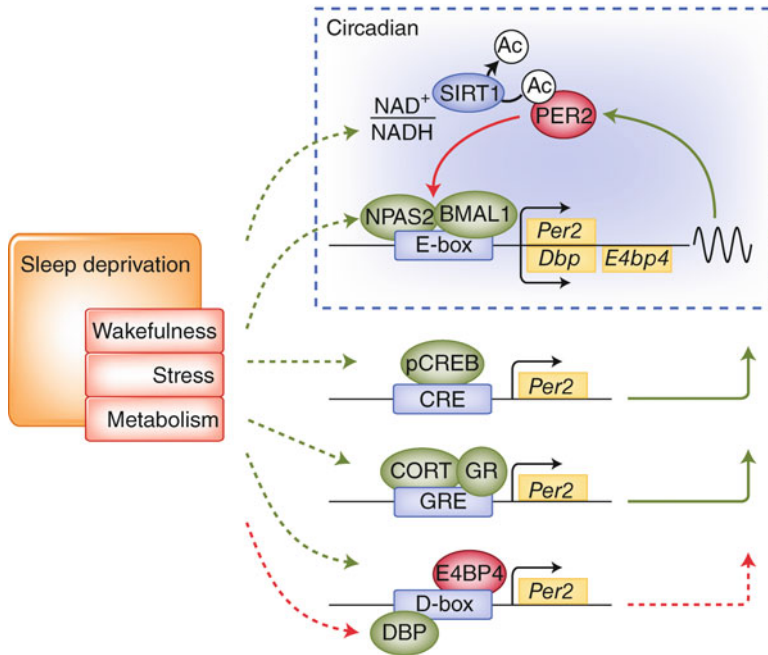 Circadian
Ac
SIRT1
Ac
NAD+
NADH
PER2
NPAS2
BMAL1
E-box
Per2
Dbp
E4bp4
Sleep deprivation
Wakefulness
Stress
Metabolism
pCREB
CRE
Per2
CORT
GR
GRE
Per2
E4BP4
D-box
Per2
DBP